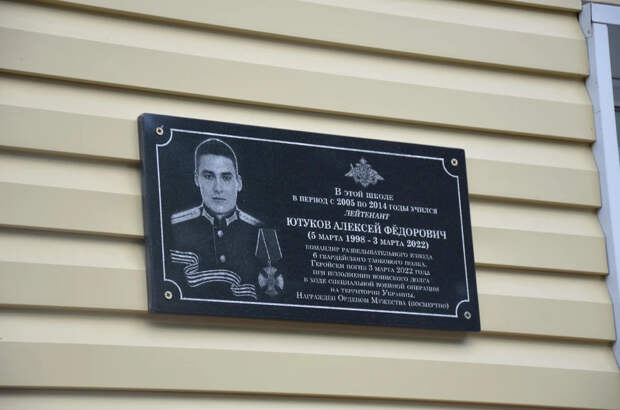 В этой школе
в период с 2005 по 2014 годы учился
лейтенант
Ютуков Алексей Фёдорович
(5 марта 1998 - 3 марта 2022)
командир разведывательного взвода
6 гвардейского танкового полка.
Геройски погиб 3 марта 2022 года
при исполнении воинского долга
в ходе специальной военной операции
на территории Украины.
Награжден Орденом Мужества (посмертно)